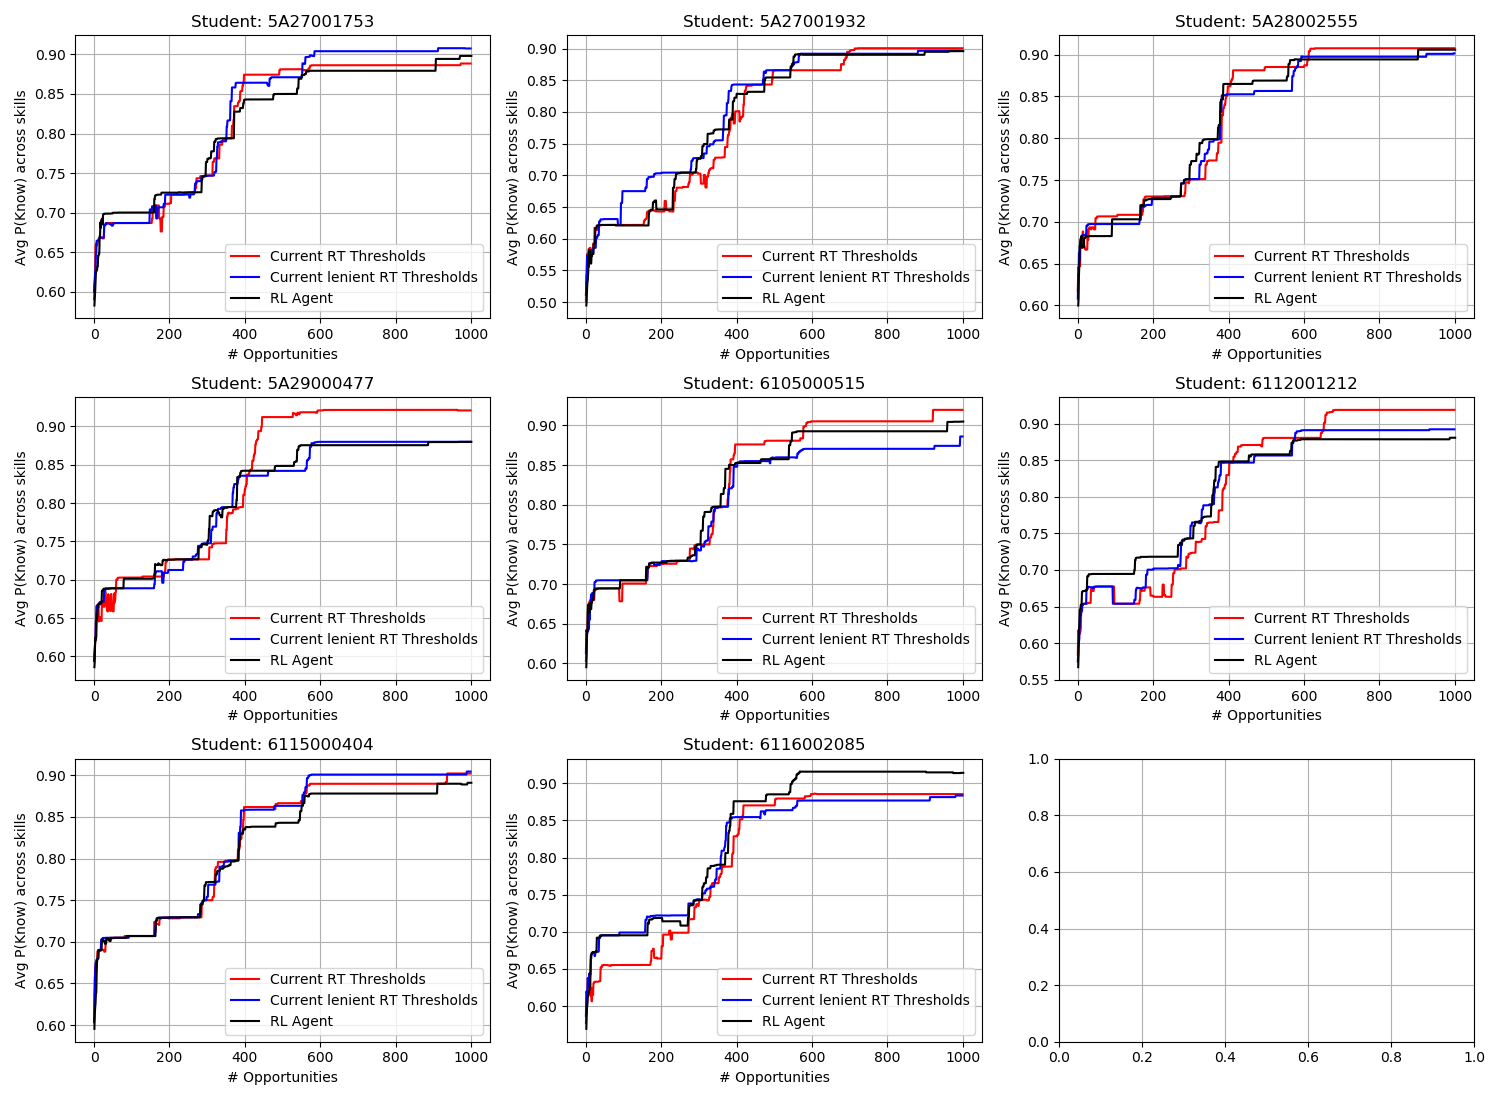 Student: 5A27001753
Avg P(Know) across skills
0.90
0.85
0.80
0.75
0.70
0.65
0.60
Current RT Thresholds
Current lenient RT Thresholds
RL Agent
0 200 400 600 800 1000
# Opportunities
Student: 5A27001932
Avg P(Know) across skills
0.90
0.85
0.80
0.75
0.70
0.65
0.60
0.55
0.50
Current RT Thresholds
Current lenient RT Thresholds
RL Agent
0 200 400 600 800 1000
# Opportunities
Student: 5A28002555
Avg P(Know) across skills
0.90
0.85
0.80
0.75
0.70
0.65
0.60
Current RT Thresholds
Current lenient RT Thresholds
RL Agent
0 200 400 600 800 1000
# Opportunities
Student: 5A29000477
Avg P(Know) across skills
0.90
0.85
0.80
0.75
0.70
0.65
0.60
Current RT Thresholds
Current lenient RT Thresholds
RL Agent
0 200 400 600 800 1000
# Opportunities
Student: 6105000515
Avg P(Know) across skills
0.90
0.85
0.80
0.75
0.70
0.65
0.60
Current RT Thresholds
Current lenient RT Thresholds
RL Agent
0 200 400 600 800 1000
# Opportunities
Student: 6112001212
Avg P(Know) across skills
0.90
0.85
0.80
0.75
0.70
0.65
0.60
0.55
Current RT Thresholds
Current lenient RT Thresholds
RL Agent
0 200 400 600 800 1000
# Opportunities
Student: 6115000404
Avg P(Know) across skills
0.90
0.85
0.80
0.75
0.70
0.65
0.60
Current RT Thresholds
Current lenient RT Thresholds
RL Agent
0 200 400 600 800 1000
# Opportunities
Student: 6116002085
Avg P(Know) across skills
0.90
0.85
0.80
0.75
0.70
0.65
0.60
Current RT Thresholds
Current lenient RT Thresholds
RL Agent
0 200 400 600 800 1000
# Opportunities
1.0
0.8
0.6
0.4
0.2
0.0
0.0 0.2 0.4 0.6 0.8 1.0